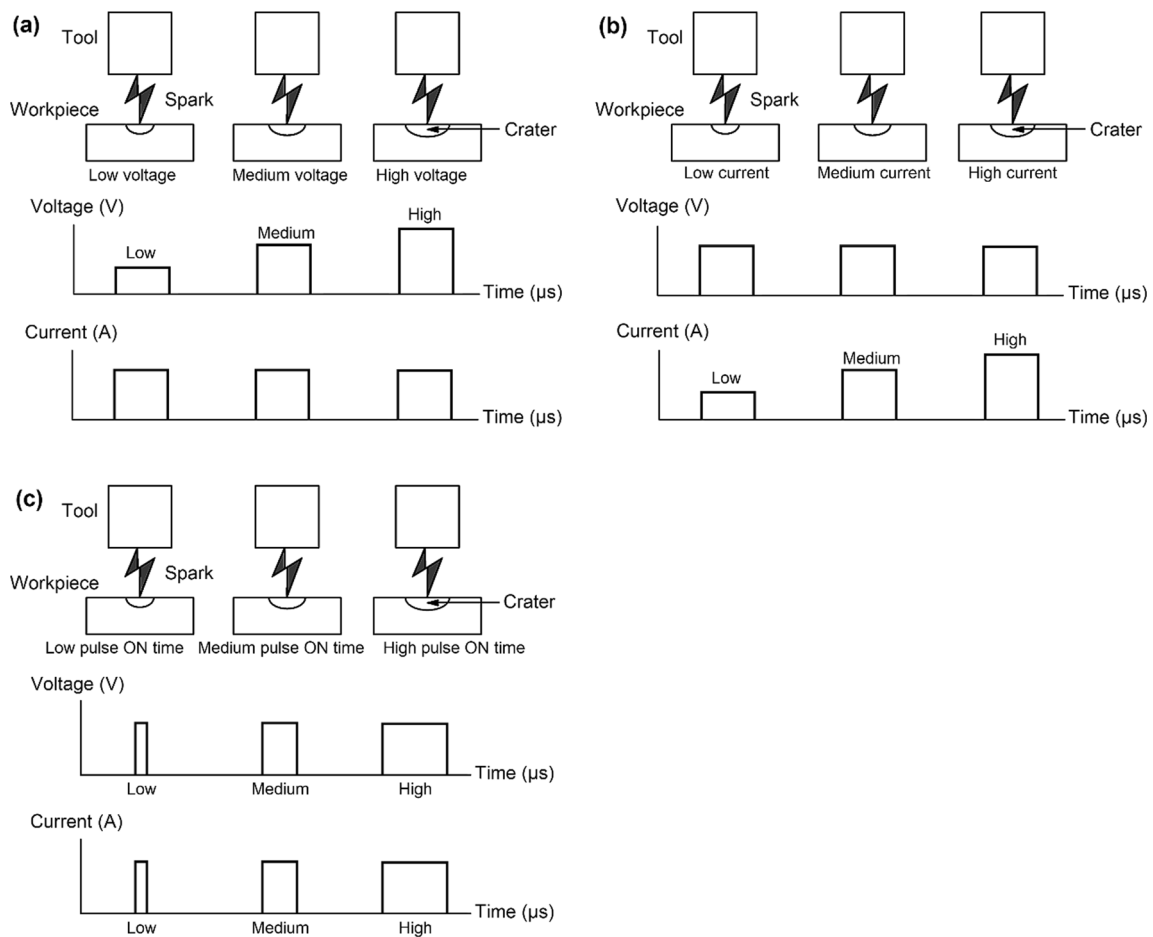 (a)
Tool
Workpiece
Spark
Crater
Low voltage
Medium voltage
High voltage
Voltage (V)
Low
Medium
High
Time (µs)
Current (A)
Time (µs)
(b)
Tool
Workpiece
Spark
Crater
Low current
Medium current
High current
Voltage (V)
Time (µs)
Current (A)
Low
Medium
High
Time (µs)
(c)
Tool
Workpiece
Spark
Crater
Low pulse ON time
Medium pulse ON time
High pulse ON time
Voltage (V)
Time (µs)
Low
Medium
High
Current (A)
Time (µs)
Low
Medium
High